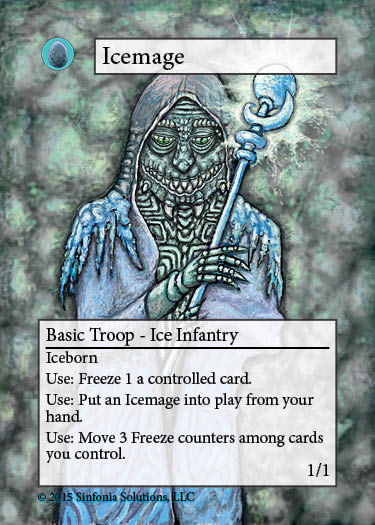 Icemage
Basic Troop - Ice Infantry
Iceborn
Use: Freeze 1 a controlled card.
Use: Put an Icemage into play from your
hand.
Use: Move 3 Freeze counters among cards
you control.
1/1
© 2015 Sinfonia Solutions, LLC